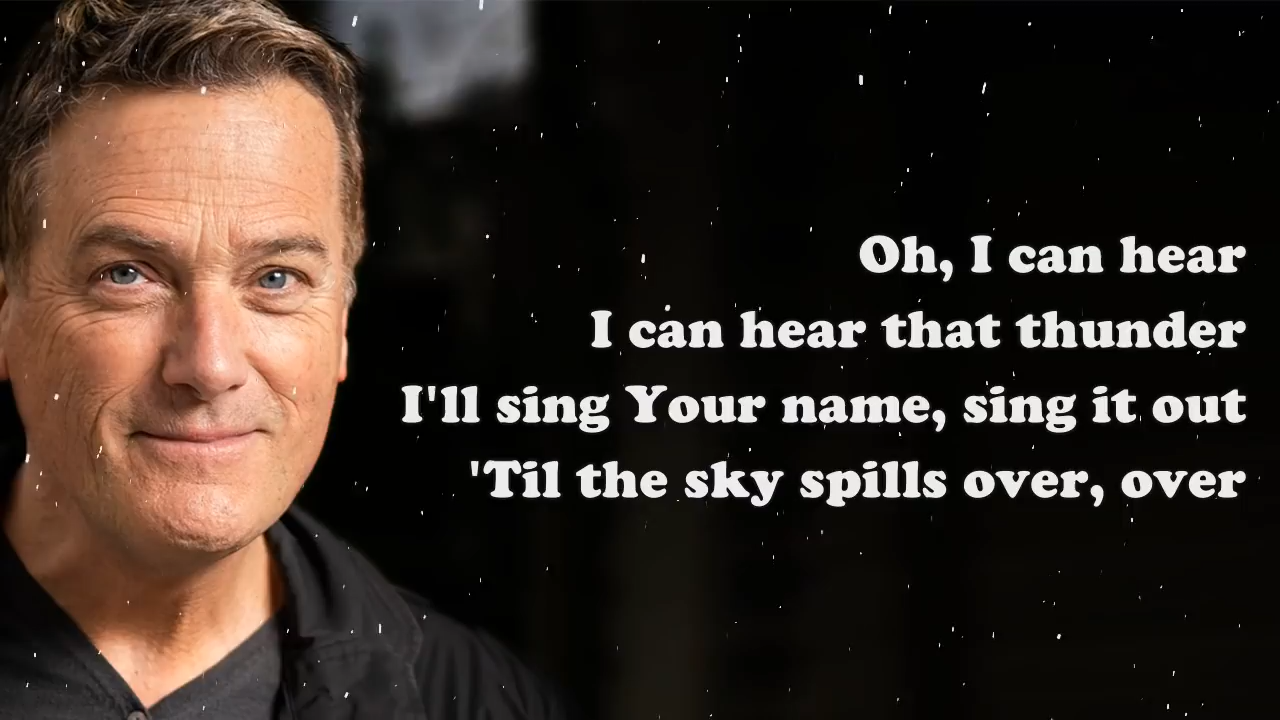 Oh, I can hear
I can hear that thunder
I'll sing Your name, sing it out
'Til the sky spills over, over